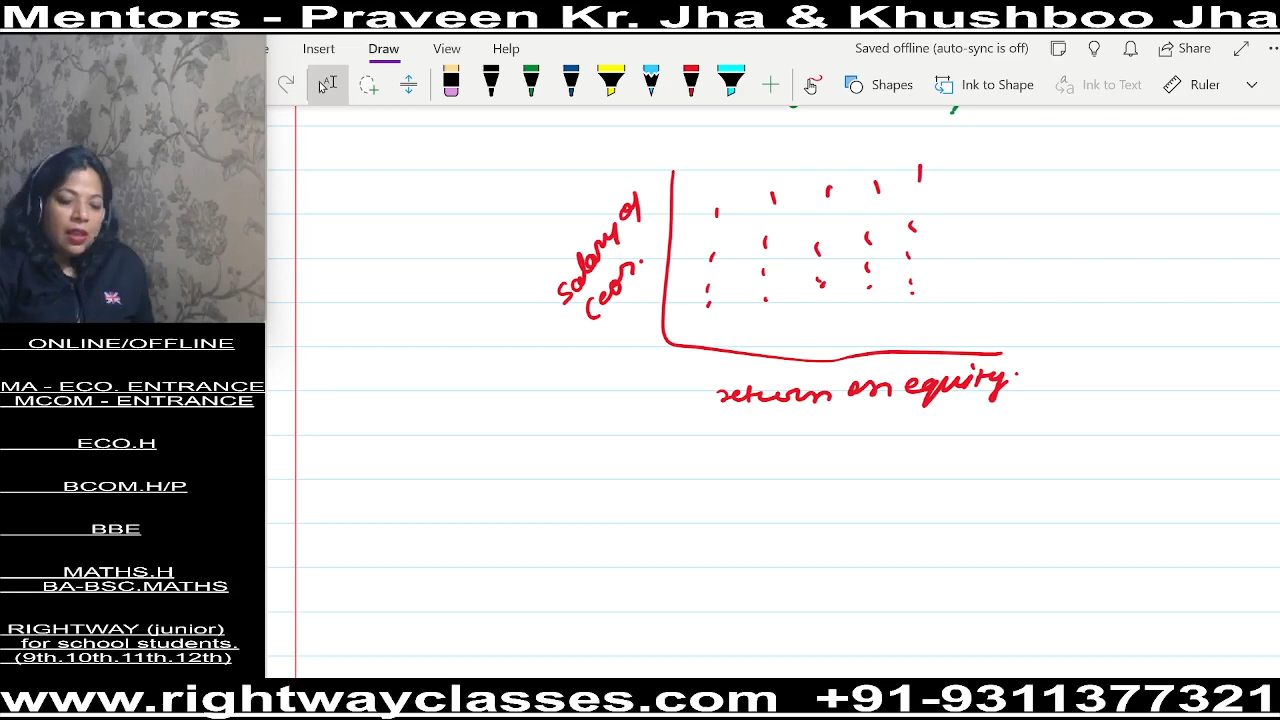 Mentors - Praveen Kr. Jha & Khushboo Jha
Insert Draw View Help
Saved offline (auto-sync is off)
Share
Shapes
Ink to Shape
Ink to Text
Ruler
salary of
ceos.
return on equity.
ONLINE/OFFLINE
MA - ECO. ENTRANCE
MCOM - ENTRANCE
ECO.H
BCOM.H/P
BBE
MATHS.H
BA-BSC.MATHS
RIGHTWAY (junior)
for school students.
(9th.10th.11th.12th)
www.rightwayclasses.com +91-9311377321